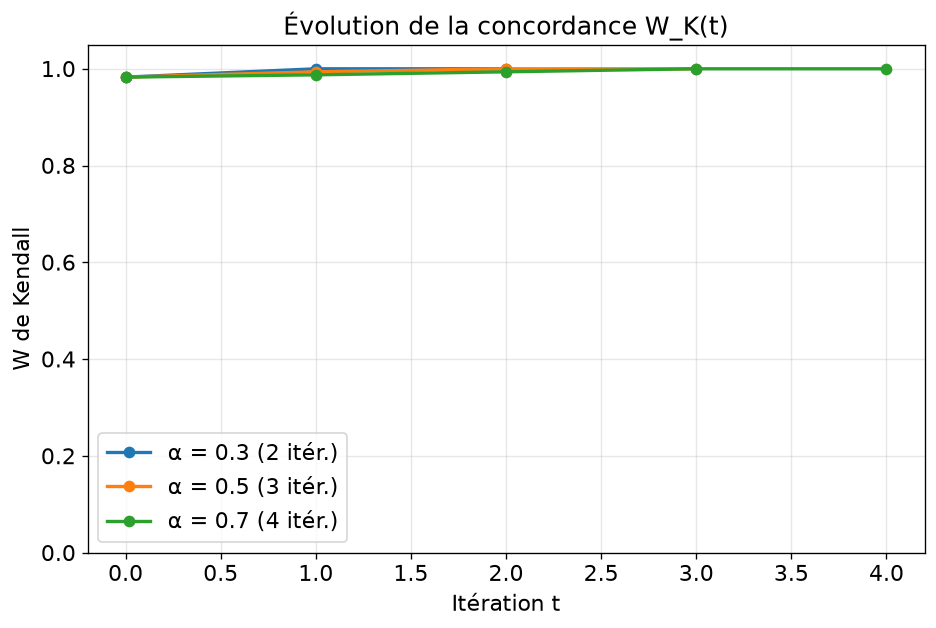 Évolution de la concordance W_K(t)
W de Kendall
1.0
0.8
0.6
0.4
0.2
0.0
α = 0.3 (2 itér.)
α = 0.5 (3 itér.)
α = 0.7 (4 itér.)
0.0 0.5 1.0 1.5 2.0 2.5 3.0 3.5 4.0
Itération t